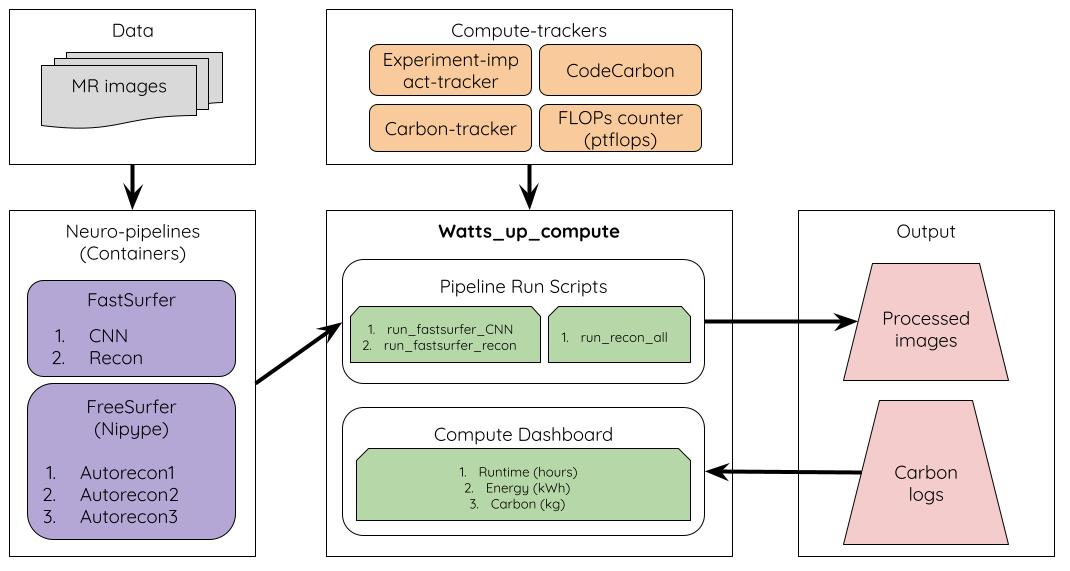 Data
MR images
Compute-trackers
Experiment-imp
act-tracker
CodeCarbon
Carbon-tracker
FLOPs counter
(ptflops)
Neuro-pipelines
(Containers)
FastSurfer
1. CNN
2. Recon
FreeSurfer
(Nipype)
1. Autorecon1
2. Autorecon2
3. Autorecon3
Watts_up_compute
Pipeline Run Scripts
1. run_fastsurfer_CNN
2. run_fastsurfer_recon
1. run_recon_all
Compute Dashboard
1. Runtime (hours)
2. Energy (kWh)
3. Carbon (kg)
Output
Processed
images
Carbon
logs